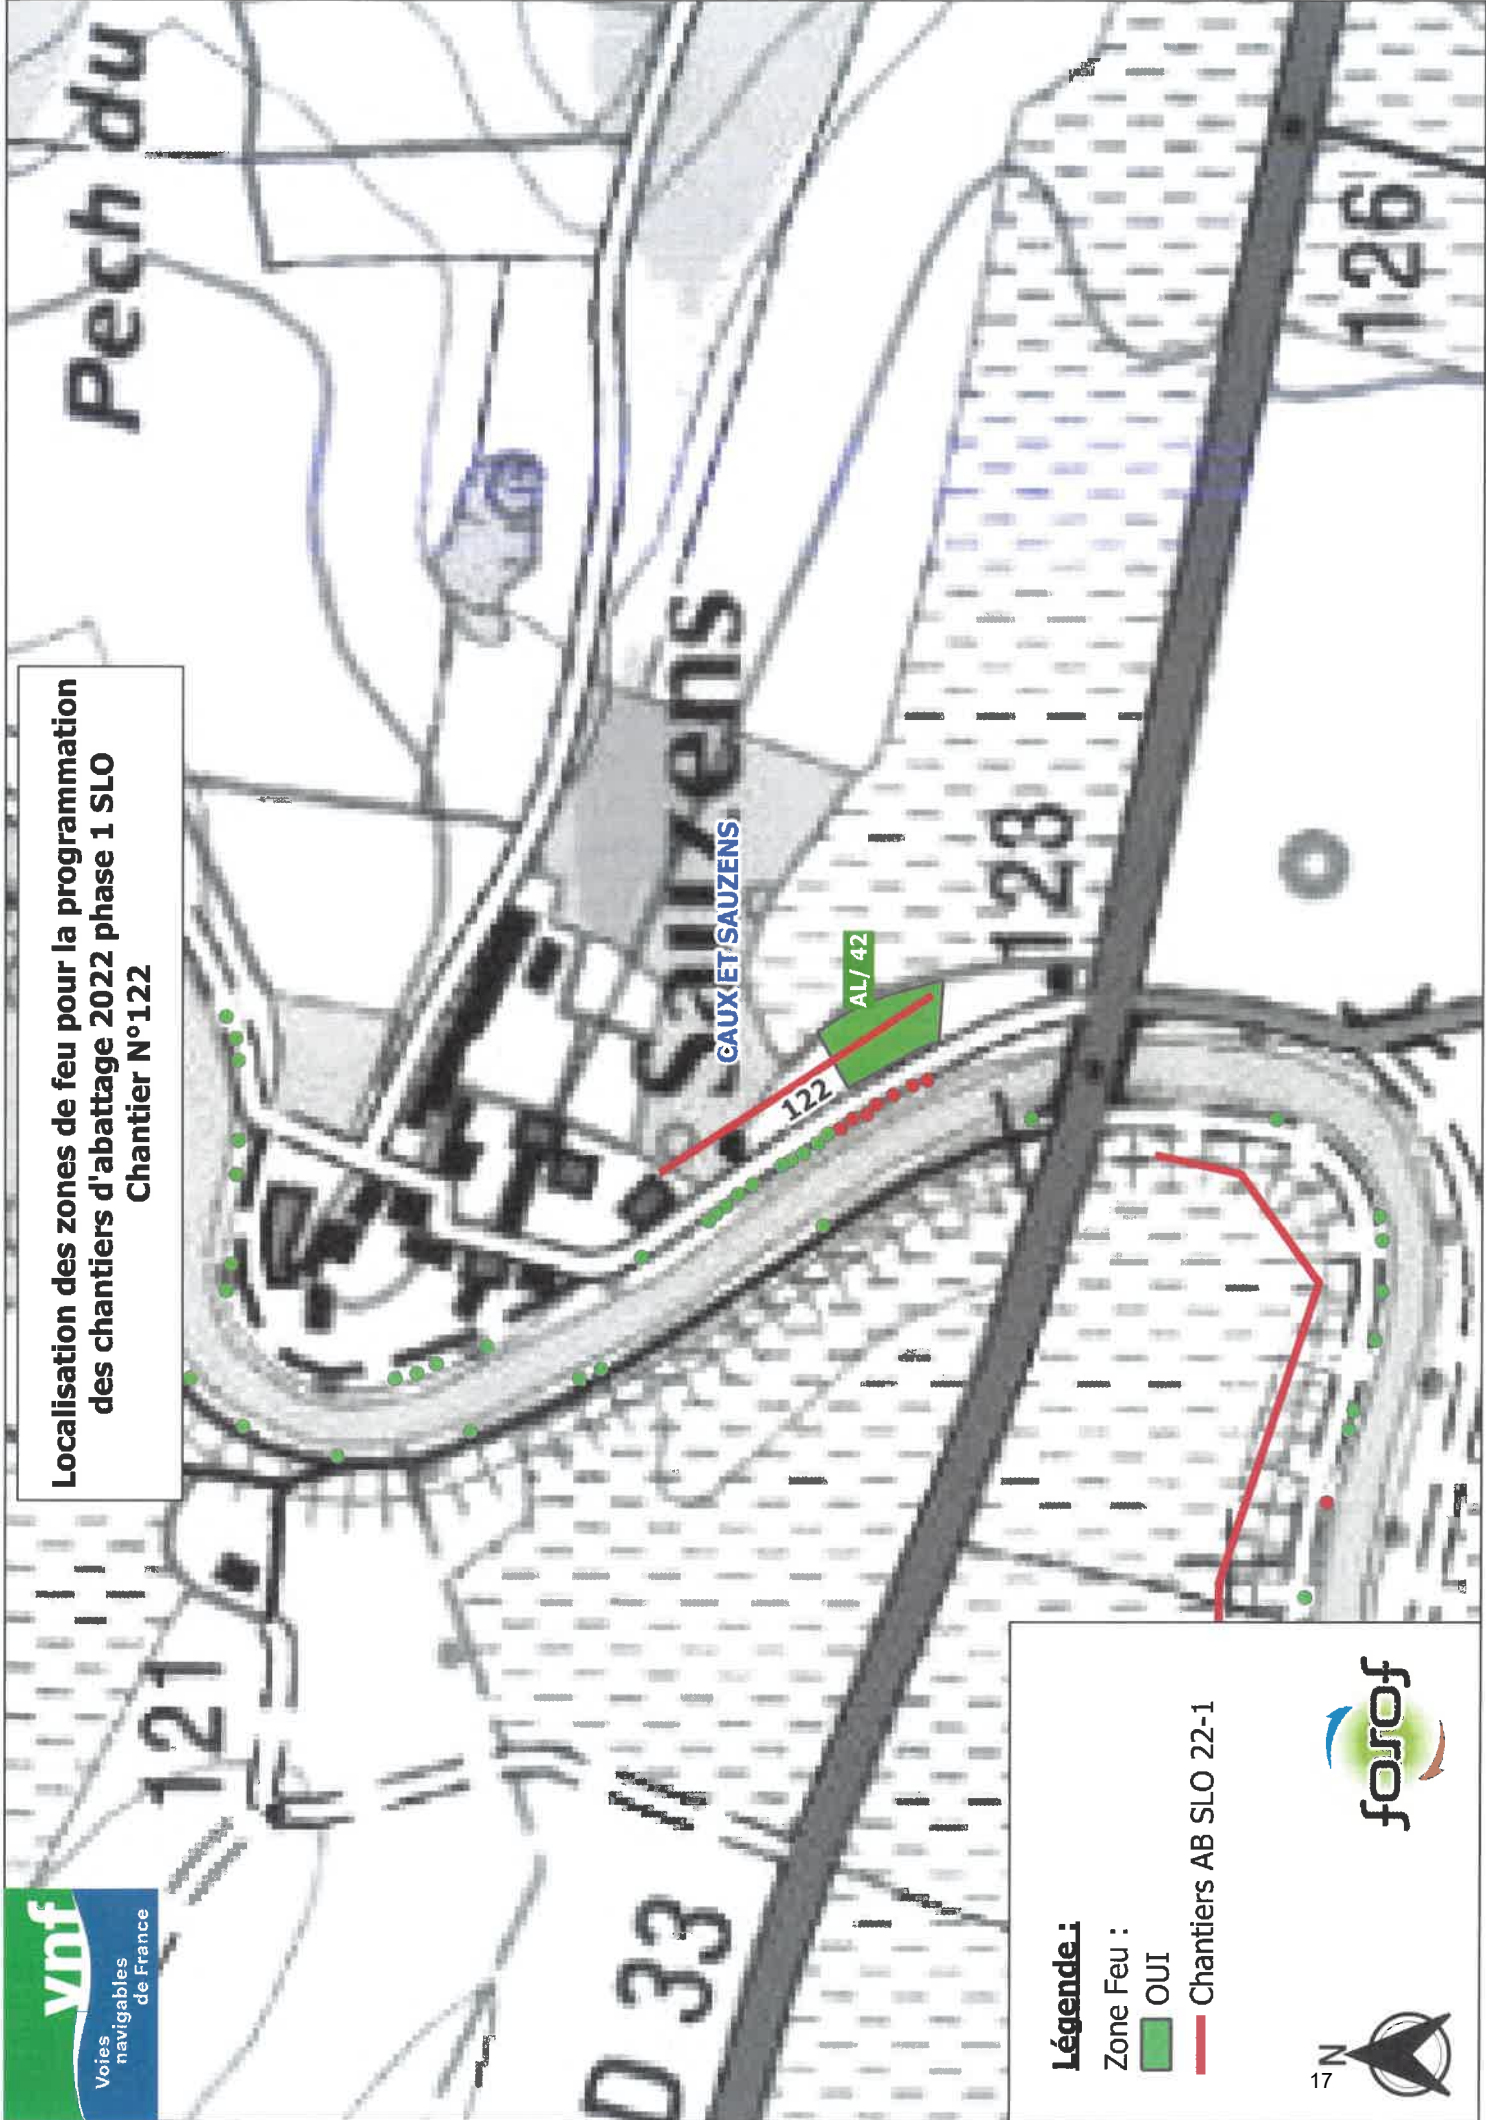 vnf
Voies
navigables
de France
Localisation des zones de feu pour la programmation
des chantiers d'abattage 2022 phase 1 SLO
Chantier N°122
Pech du
121
Sauzens
CAUX ET SAUZENS
AL/ 42
122
123
126
D 33
Légende :
Zone Feu :
OUI
Chantiers AB SLO 22-1
N
forof
17